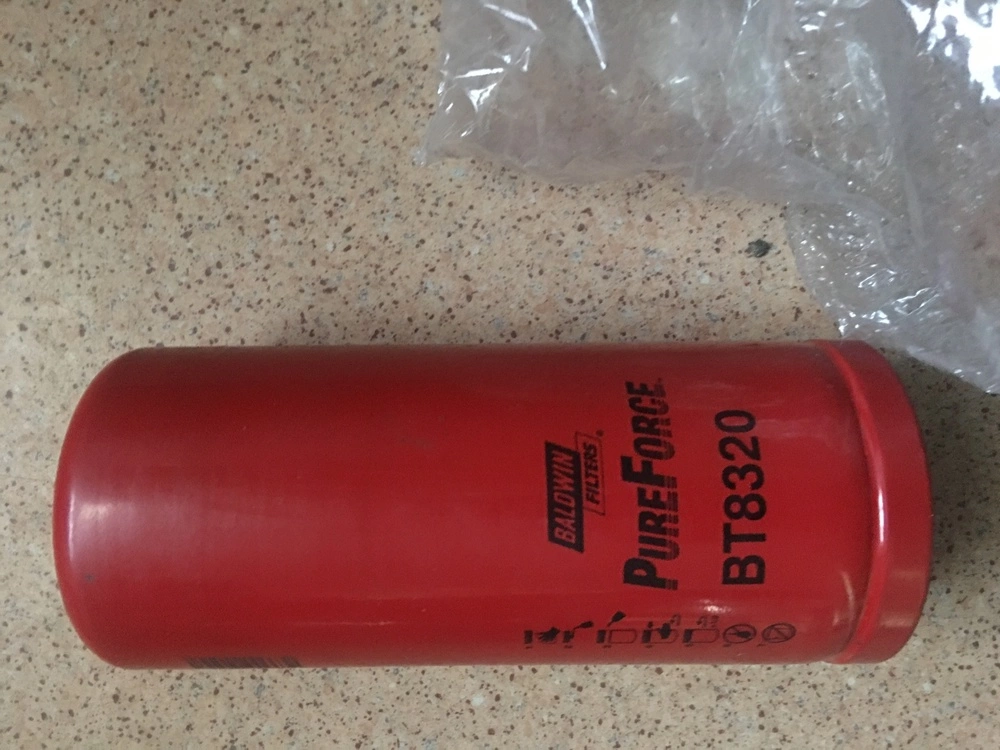 BALDWIN
FILTERS®
PUREFORCE
BT8320